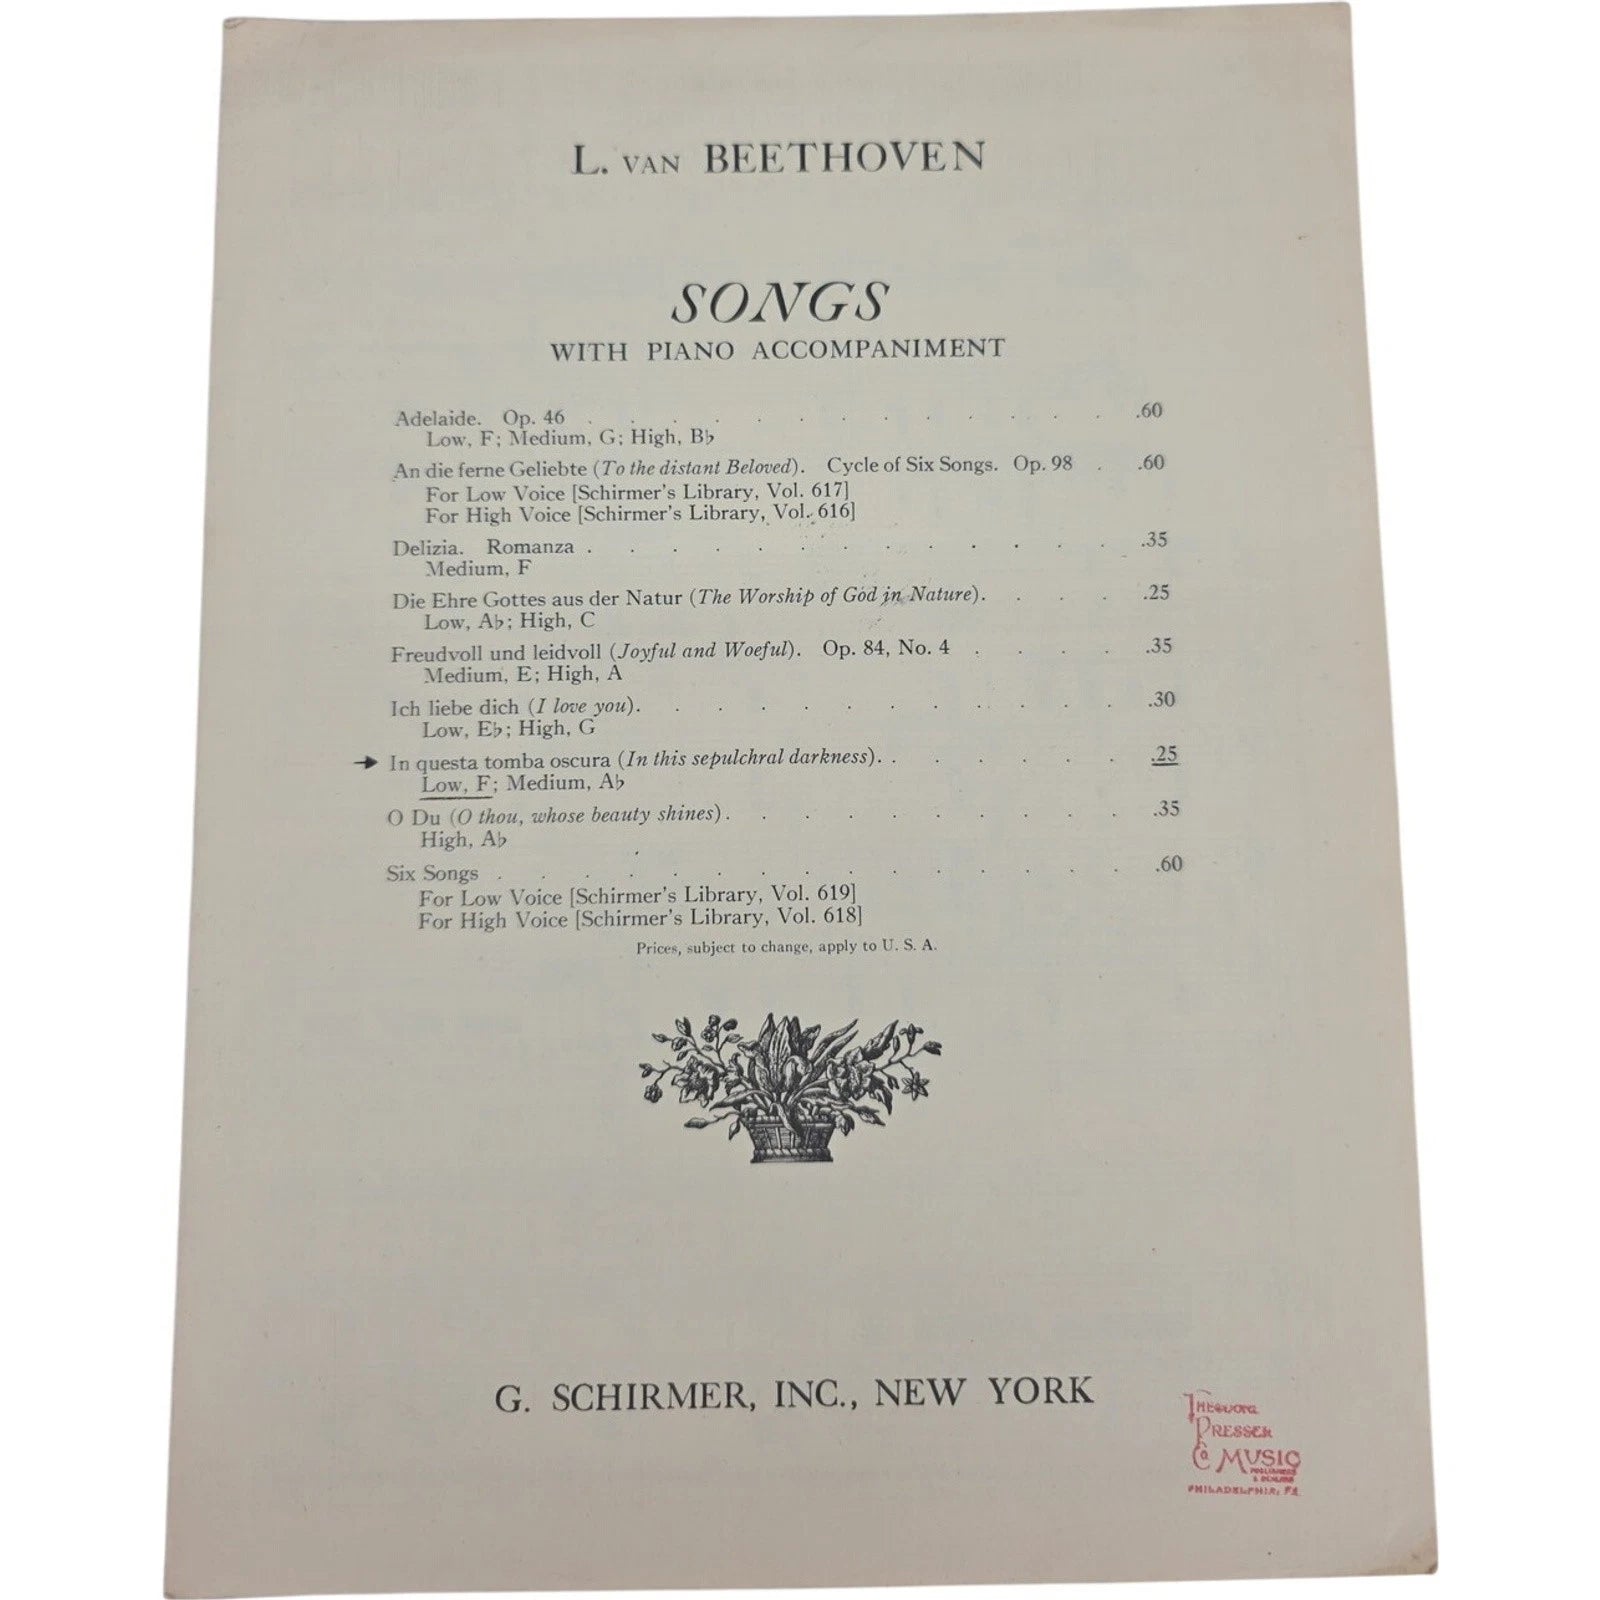 L. VAN BEETHOVEN
SONGS
WITH PIANO ACCOMPANIMENT
Adelaide. Op. 46 . . . . . . . . . . . . . .60
Low, F; Medium, G; High, B♭
An die ferne Geliebte (To the distant Beloved). Cycle of Six Songs. Op. 98 . .60
For Low Voice [Schirmer's Library, Vol. 617]
For High Voice [Schirmer's Library, Vol. 616]
Delizia. Romanza . . . . . . . . . . . . . .35
Medium, F
Die Ehre Gottes aus der Natur (The Worship of God in Nature). . . . .25
Low, A♭; High, C
Freudvoll und leidvoll (Joyful and Woeful). Op. 84, No. 4 . . . . .35
Medium, E; High, A
Ich liebe dich (I love you). . . . . . . . . . . . .30
Low, E♭; High, G
→ In questa tomba oscura (In this sepulchral darkness). . . . . . . .25
Low, F; Medium, A♭
O Du (O thou, whose beauty shines). . . . . . . . . . .35
High, A♭
Six Songs . . . . . . . . . . . . . . . .60
For Low Voice [Schirmer's Library, Vol. 619]
For High Voice [Schirmer's Library, Vol. 618]
Prices, subject to change, apply to U. S. A.
G. SCHIRMER, INC., NEW YORK
THEODORE
PRESSER
Co. MUSIC
PUBLISHERS
& DEALERS
PHILADELPHIA, PA.